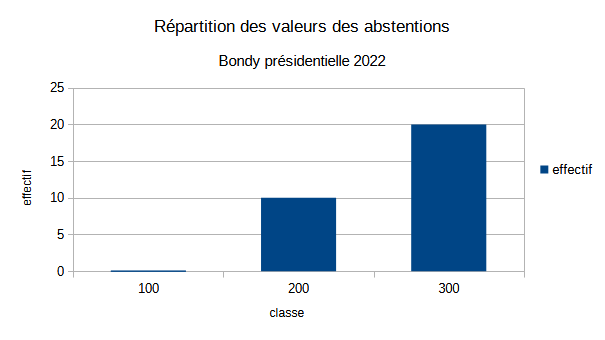 Répartition des valeurs des abstentions
Bondy présidentielle 2022
25
20
15
10
5
0
effectif
100
200
300
classe
effectif